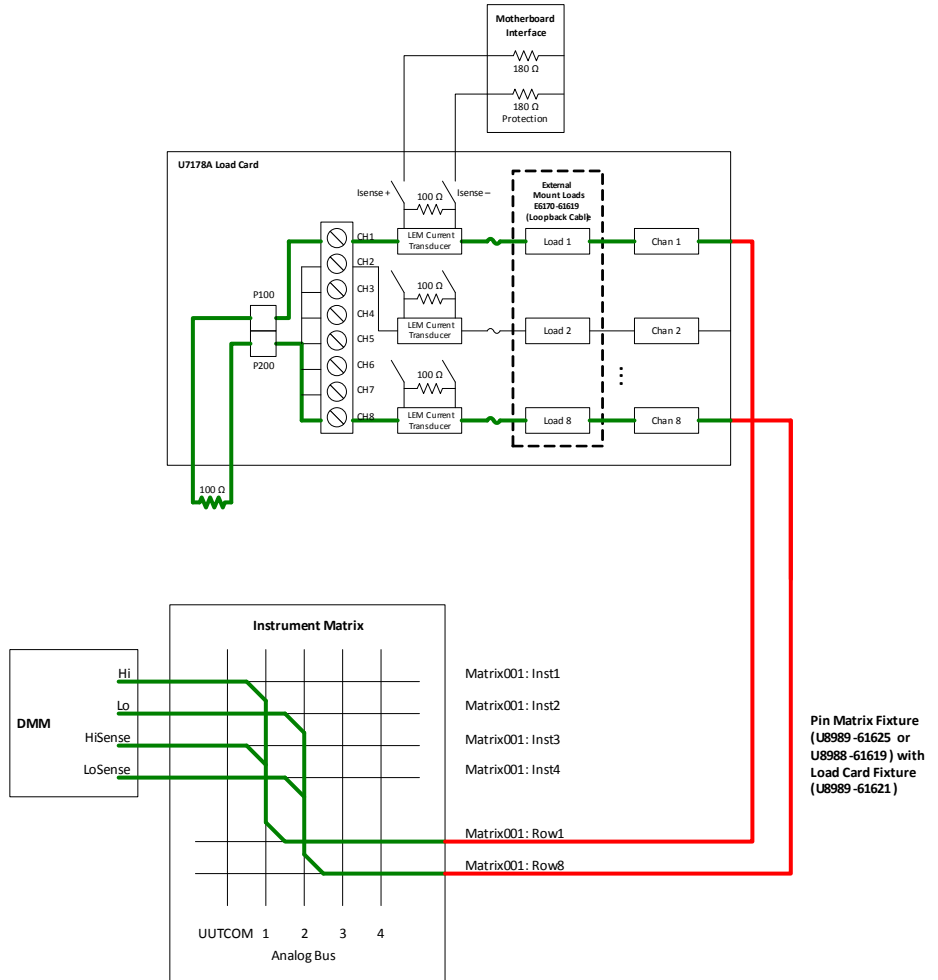 Motherboard
Interface
180 Ω
180 Ω
Protection
U7178A Load Card
Isense +
100 Ω
Isense –
External
Mount Loads
E6170-61619
(Loopback Cable
CH1
LEM Current
Transducer
Load 1
Chan 1
CH2
CH3
100 Ω
P100
CH4
LEM Current
Transducer
Load 2
Chan 2
CH5
P200
CH6
100 Ω
⋮
CH7
CH8
LEM Current
Transducer
Load 8
Chan 8
100 Ω
Instrument Matrix
DMM
Hi
Lo
HiSense
LoSense
Matrix001: Inst1
Matrix001: Inst2
Matrix001: Inst3
Matrix001: Inst4
Matrix001: Row1
Matrix001: Row8
Pin Matrix Fixture
(U8989-61625 or
U8988-61619) with
Load Card Fixture
(U8989-61621)
UUTCOM 1 2 3 4
Analog Bus